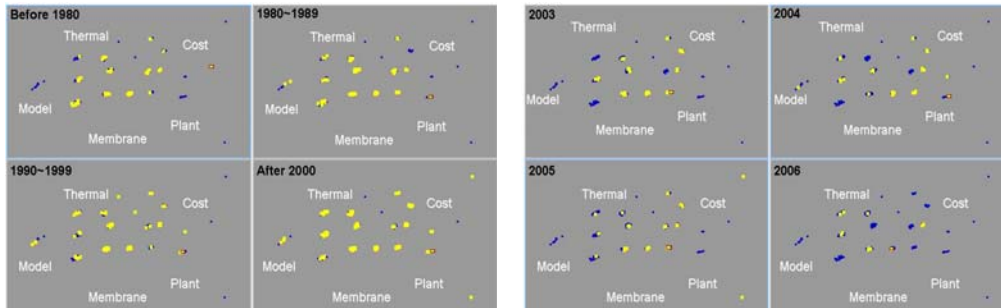 Before 1980
Thermal
Cost
Model
Plant
Membrane
1980~1989
Thermal
Cost
Model
Plant
Membrane
1990~1999
Thermal
Cost
Model
Plant
Membrane
After 2000
Thermal
Cost
Model
Plant
Membrane
2003
Thermal
Cost
Model
Plant
Membrane
2004
Thermal
Cost
Model
Plant
Membrane
2005
Thermal
Cost
Model
Plant
Membrane
2006
Thermal
Cost
Model
Plant
Membrane